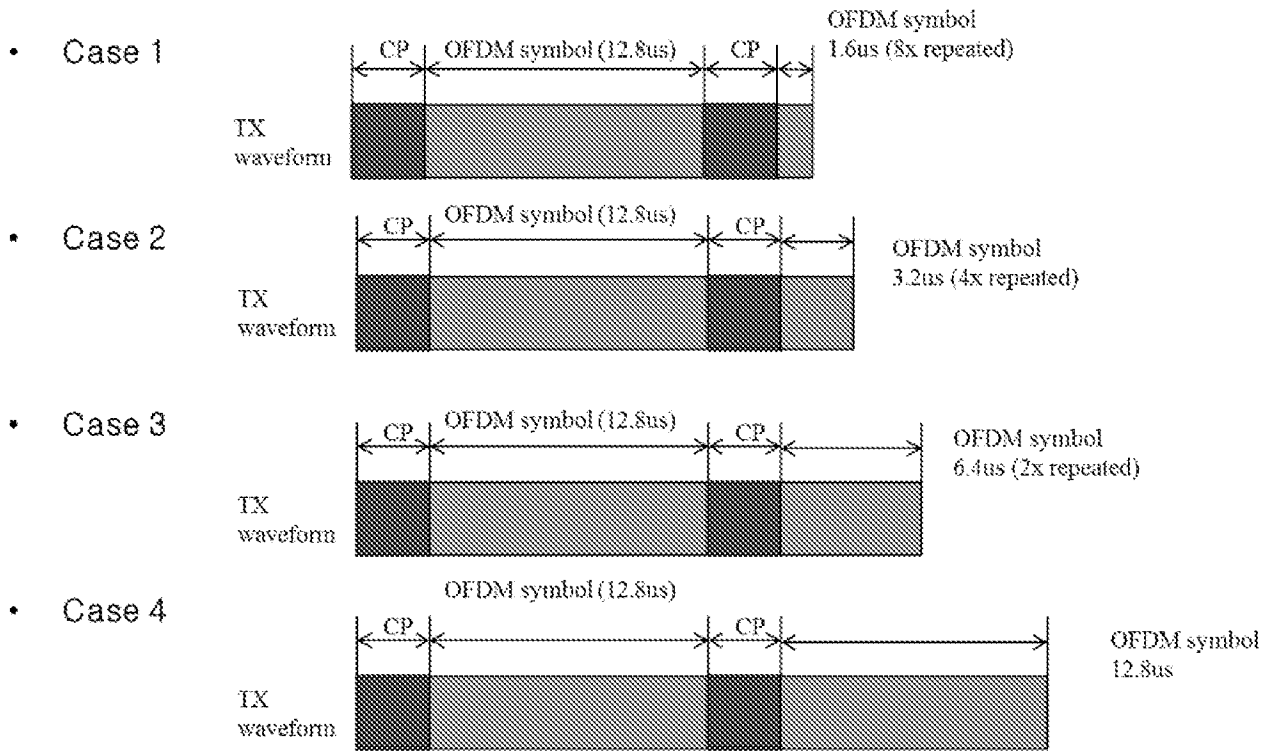 OFDM symbol
1.6us (8x repeated)
• Case 1
CP
OFDM symbol (12.8us)
CP
TX
waveform
• Case 2
CP
OFDM symbol (12.8us)
CP
OFDM symbol
3.2us (4x repeated)
TX
waveform
• Case 3
CP
OFDM symbol (12.8us)
CP
OFDM symbol
6.4us (2x repeated)
TX
waveform
• Case 4
OFDM symbol (12.8us)
CP
CP
OFDM symbol
12.8us
TX
waveform